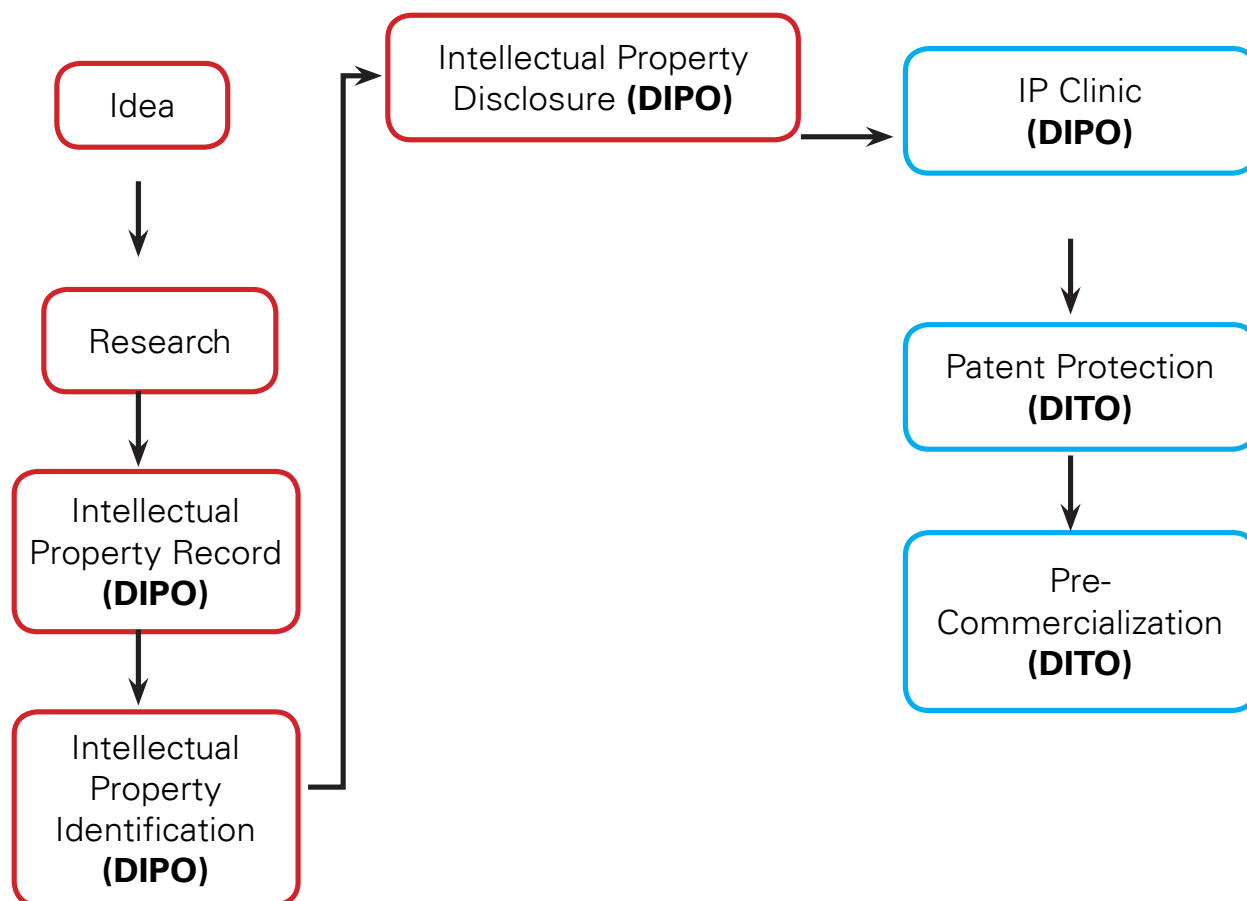 Idea
Research
Intellectual
Property Record
(DIPO)
Intellectual
Property
Identification
(DIPO)
Intellectual Property
Disclosure (DIPO)
IP Clinic
(DIPO)
Patent Protection
(DITO)
Pre-
Commercialization
(DITO)